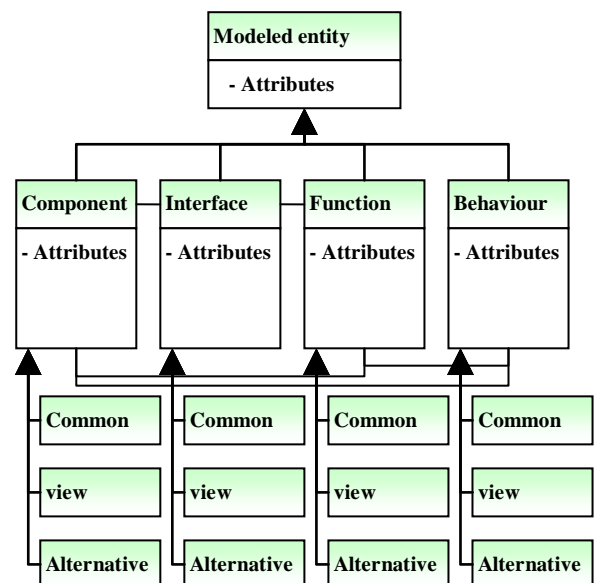 Modeled entity
- Attributes
Component Interface Function Behaviour
- Attributes - Attributes - Attributes - Attributes
Common Common Common Common
view view view view
Alternative Alternative Alternative Alternative